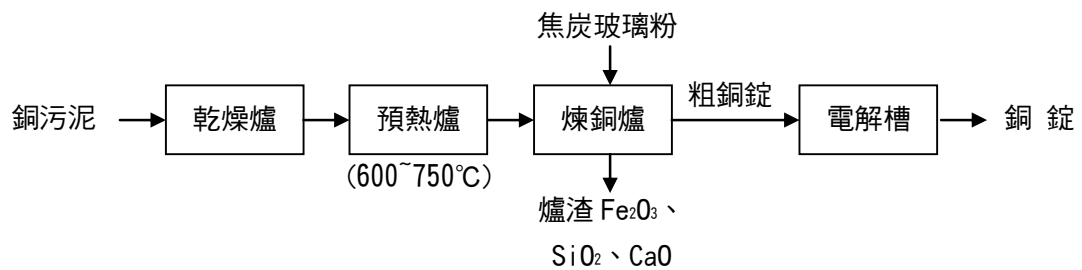 焦炭玻璃粉
粗銅錠
銅污泥
乾燥爐
預熱爐
煉銅爐
電解槽
銅 錠
(600~750℃)
爐渣 Fe₂O₃、
SiO₂、CaO